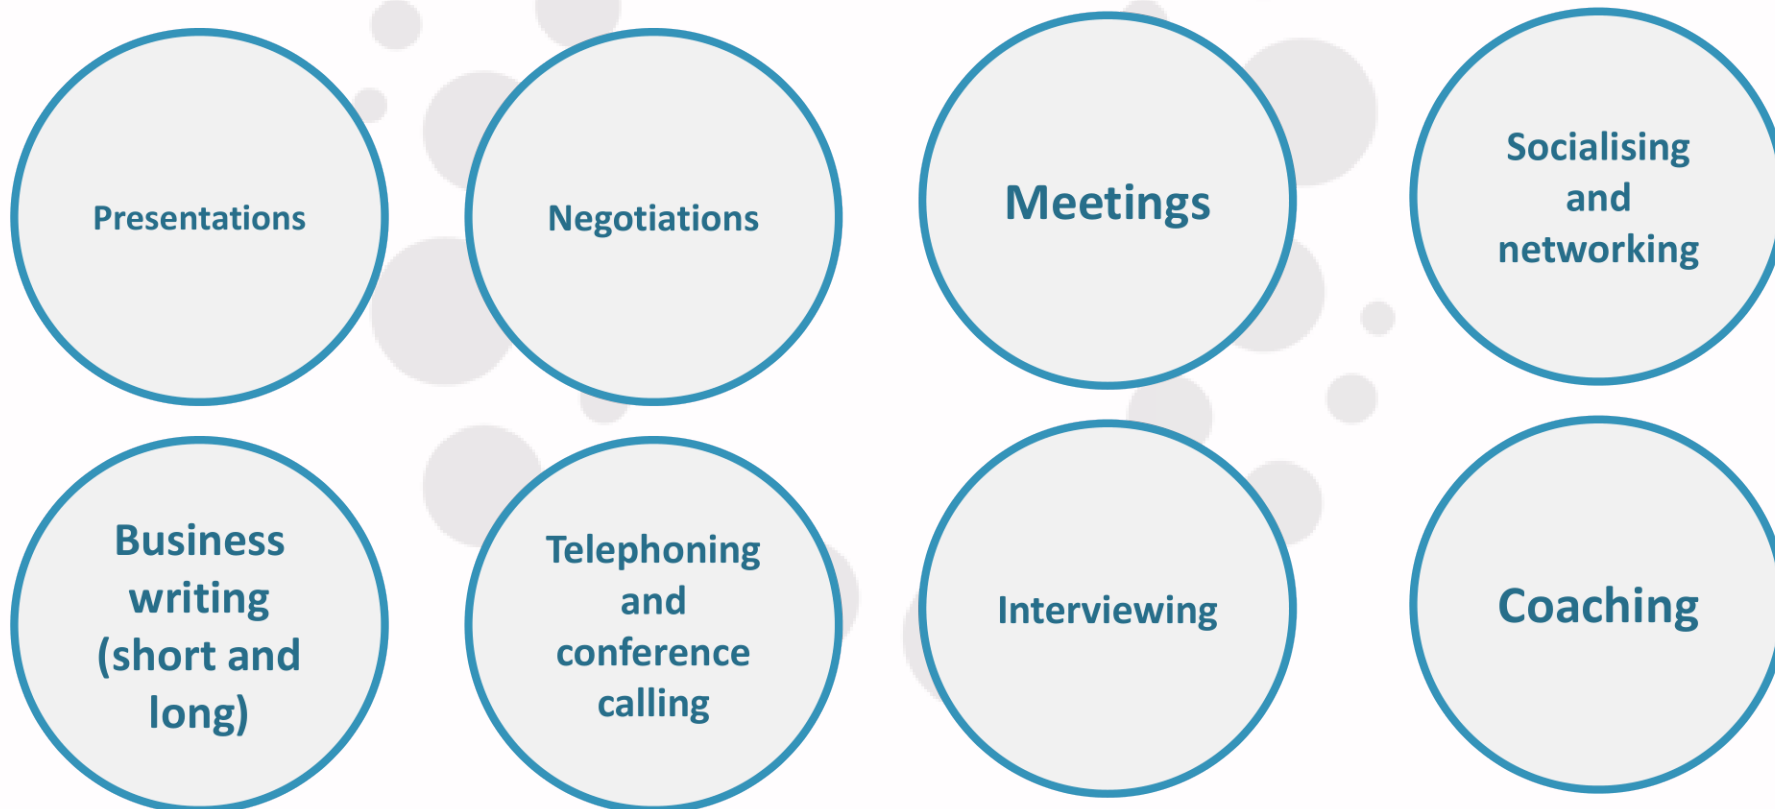 Presentations
Negotiations
Meetings
Socialising
and
networking
Business
writing
(short and
long)
Telephoning
and
conference
calling
Interviewing
Coaching